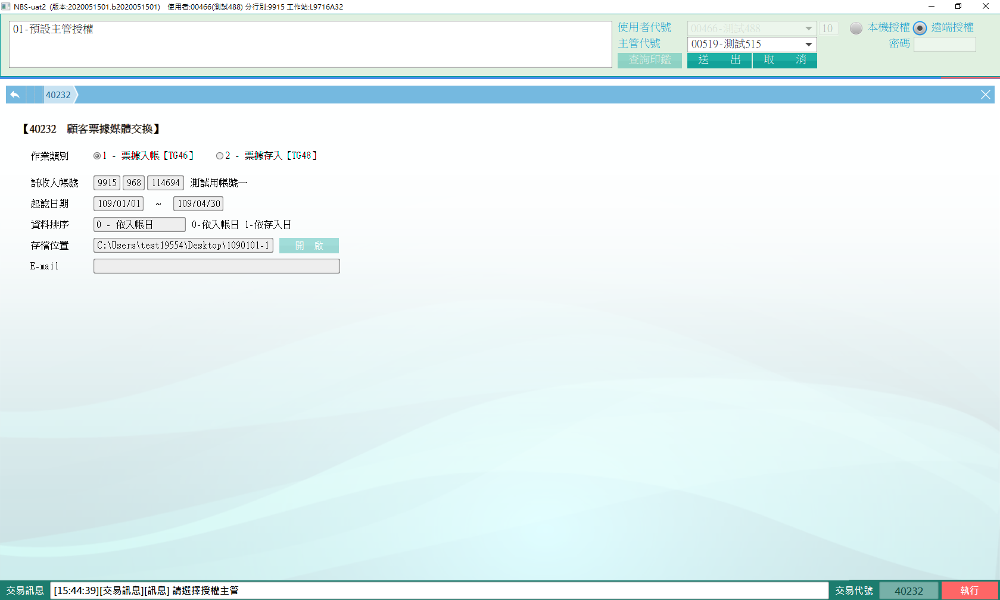 NBS-uat2 (版本:2020051501.b2020051501) 使用者:00466(測試488) 分行別:9915 工作站:L9716A32
01-預設主管授權
使用者代號 00466-測試488 10 本機授權 遠端授權
主管代號 00519-測試515 密碼
查詢印鑑 送 出 取 消
40232
【40232 顧客票據媒體交換】
作業類別 1 - 票據入帳【TG46】 2 - 票據存入【TG48】
託收人帳號 9915 968 114694 測試用帳號一
起訖日期 109/01/01 ~ 109/04/30
資料排序 0 - 依入帳日 0-依入帳日 1-依存入日
存檔位置 C:\Users\test19554\Desktop\1090101-1 開 啟
E-mail
交易訊息 [15:44:39][交易訊息][訊息] 請選擇授權主管 交易代號 40232 執行